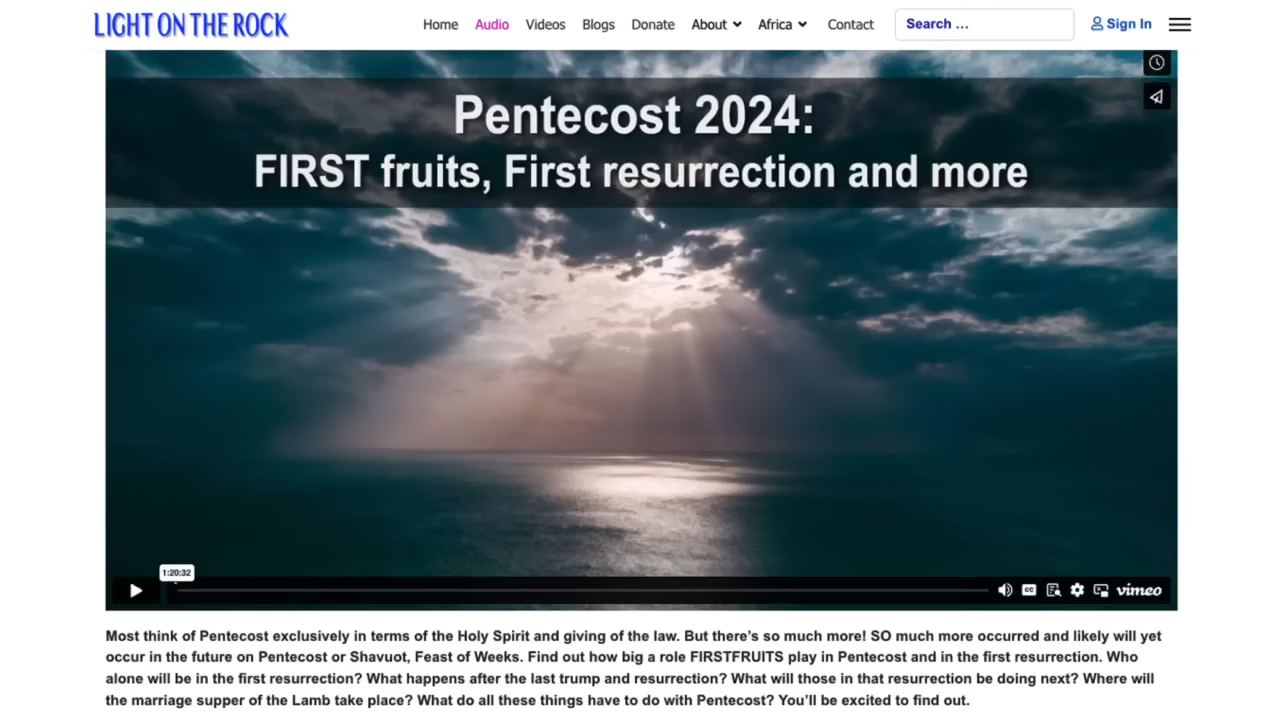 LIGHT ON THE ROCK
Home Audio Videos Blogs Donate About Africa Contact Search ... Sign In
Pentecost 2024:
FIRST fruits, First resurrection and more
1:20:32
CC vimeo
Most think of Pentecost exclusively in terms of the Holy Spirit and giving of the law. But there's so much more! SO much more occurred and likely will yet
occur in the future on Pentecost or Shavuot, Feast of Weeks. Find out how big a role FIRSTFRUITS play in Pentecost and in the first resurrection. Who
alone will be in the first resurrection? What happens after the last trump and resurrection? What will those in that resurrection be doing next? Where will
the marriage supper of the Lamb take place? What do all these things have to do with Pentecost? You'll be excited to find out.